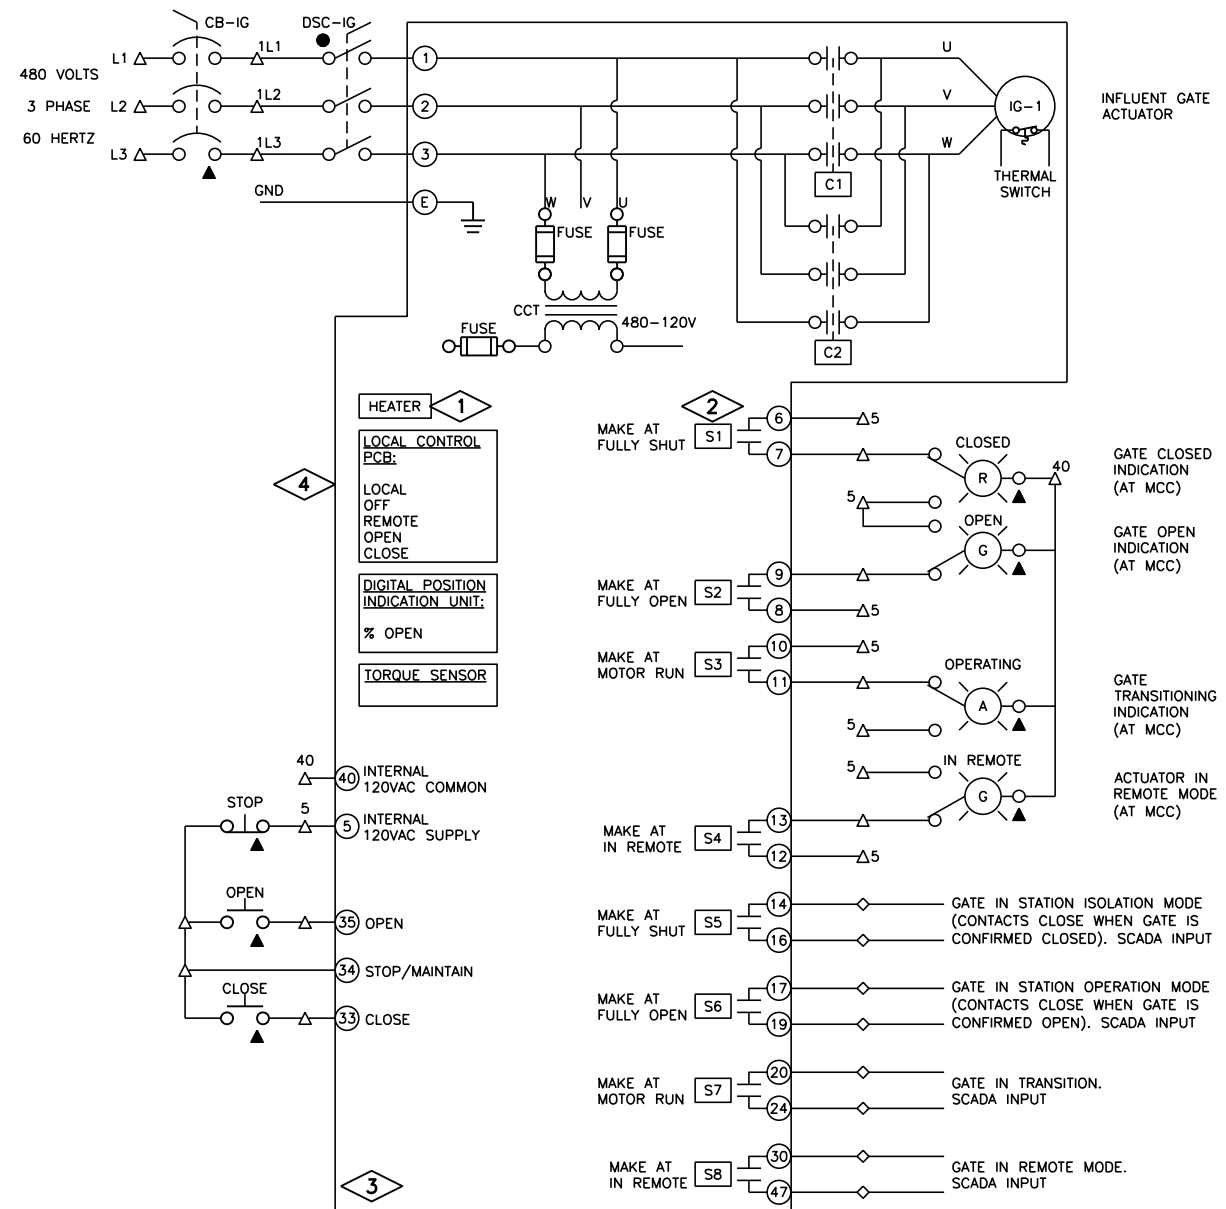 CB-IG
DSC-IG
480 VOLTS
3 PHASE
60 HERTZ
L1
1L1
1
L2
1L2
2
L3
1L3
3
GND
E
U
V
W
IG-1
THERMAL
SWITCH
INFLUENT GATE
ACTUATOR
C1
C2
W
V
U
FUSE
FUSE
CCT
480-120V
FUSE
HEATER
1
LOCAL CONTROL
PCB:
LOCAL
OFF
REMOTE
OPEN
CLOSE
4
DIGITAL POSITION
INDICATION UNIT:
% OPEN
TORQUE SENSOR
40
40
INTERNAL
120VAC COMMON
STOP
5
5
INTERNAL
120VAC SUPPLY
OPEN
35
OPEN
34
STOP/MAINTAIN
CLOSE
33
CLOSE
3
2
MAKE AT
FULLY SHUT
S1
6
5
7
CLOSED
R
40
GATE CLOSED
INDICATION
(AT MCC)
5
OPEN
G
GATE OPEN
INDICATION
(AT MCC)
MAKE AT
FULLY OPEN
S2
9
8
5
MAKE AT
MOTOR RUN
S3
10
5
11
OPERATING
A
5
GATE
TRANSITIONING
INDICATION
(AT MCC)
5
IN REMOTE
G
ACTUATOR IN
REMOTE MODE
(AT MCC)
MAKE AT
IN REMOTE
S4
13
12
5
MAKE AT
FULLY SHUT
S5
14
16
GATE IN STATION ISOLATION MODE
(CONTACTS CLOSE WHEN GATE IS
CONFIRMED CLOSED). SCADA INPUT
MAKE AT
FULLY OPEN
S6
17
19
GATE IN STATION OPERATION MODE
(CONTACTS CLOSE WHEN GATE IS
CONFIRMED OPEN). SCADA INPUT
MAKE AT
MOTOR RUN
S7
20
24
GATE IN TRANSITION.
SCADA INPUT
MAKE AT
IN REMOTE
S8
30
47
GATE IN REMOTE MODE.
SCADA INPUT